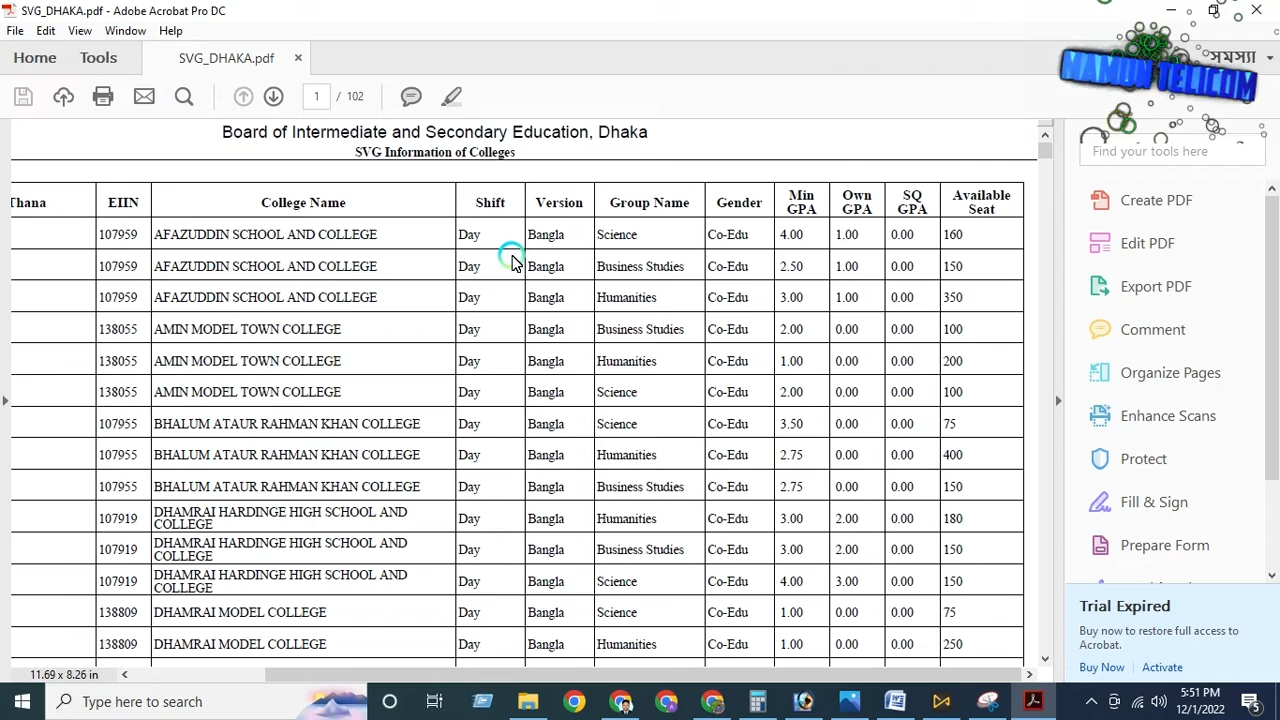 SVG_DHAKA.pdf - Adobe Acrobat Pro DC
File Edit View Window Help
Home Tools SVG_DHAKA.pdf ×
সমস্যা
MAMUN TELICOM
1 / 102
Board of Intermediate and Secondary Education, Dhaka
SVG Information of Colleges
Thana EIIN College Name Shift Version Group Name Gender Min GPA Own GPA SQ GPA Available Seat
107959 AFAZUDDIN SCHOOL AND COLLEGE Day Bangla Science Co-Edu 4.00 1.00 0.00 160
107959 AFAZUDDIN SCHOOL AND COLLEGE Day Bangla Business Studies Co-Edu 2.50 1.00 0.00 150
107959 AFAZUDDIN SCHOOL AND COLLEGE Day Bangla Humanities Co-Edu 3.00 1.00 0.00 350
138055 AMIN MODEL TOWN COLLEGE Day Bangla Business Studies Co-Edu 2.00 0.00 0.00 100
138055 AMIN MODEL TOWN COLLEGE Day Bangla Humanities Co-Edu 1.00 0.00 0.00 200
138055 AMIN MODEL TOWN COLLEGE Day Bangla Science Co-Edu 2.00 0.00 0.00 100
107955 BHALUM ATAUR RAHMAN KHAN COLLEGE Day Bangla Science Co-Edu 3.50 0.00 0.00 75
107955 BHALUM ATAUR RAHMAN KHAN COLLEGE Day Bangla Humanities Co-Edu 2.75 0.00 0.00 400
107955 BHALUM ATAUR RAHMAN KHAN COLLEGE Day Bangla Business Studies Co-Edu 2.75 0.00 0.00 150
107919 DHAMRAI HARDINGE HIGH SCHOOL AND COLLEGE Day Bangla Humanities Co-Edu 3.00 2.00 0.00 180
107919 DHAMRAI HARDINGE HIGH SCHOOL AND COLLEGE Day Bangla Business Studies Co-Edu 3.00 2.00 0.00 150
107919 DHAMRAI HARDINGE HIGH SCHOOL AND COLLEGE Day Bangla Science Co-Edu 4.00 3.00 0.00 150
138809 DHAMRAI MODEL COLLEGE Day Bangla Science Co-Edu 1.00 0.00 0.00 75
138809 DHAMRAI MODEL COLLEGE Day Bangla Humanities Co-Edu 1.00 0.00 0.00 250
11.69 x 8.26 in
Find your tools here
Create PDF
Edit PDF
Export PDF
Comment
Organize Pages
Enhance Scans
Protect
Fill & Sign
Prepare Form
Trial Expired
Buy now to restore full access to
Acrobat.
Buy Now Activate
Type here to search
5:51 PM
12/1/2022
5